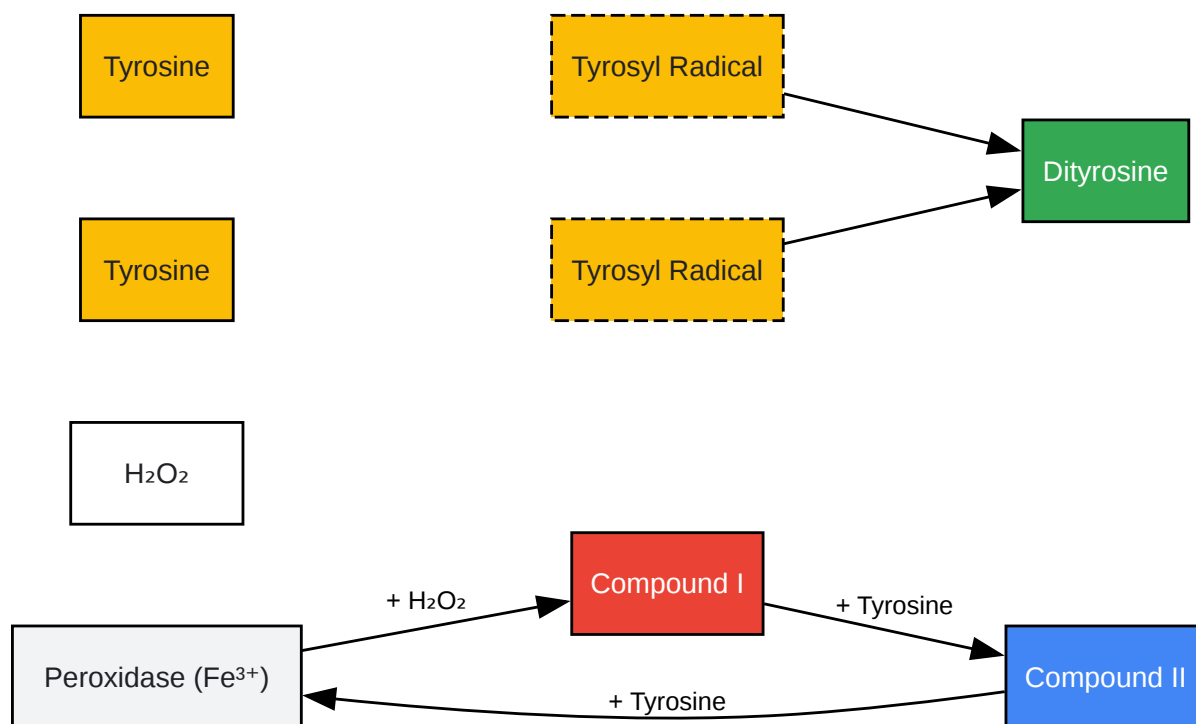 Tyrosine
Tyrosyl Radical
Dityrosine
Tyrosine
Tyrosyl Radical
H₂O₂
Compound I
+ H₂O₂
+ Tyrosine
Peroxidase (Fe³⁺)
Compound II
+ Tyrosine